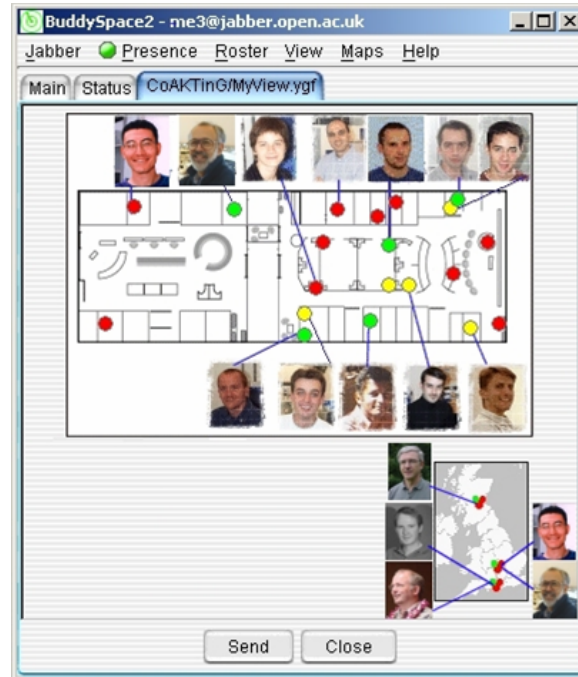 BuddySpace2 - me3@jabber.open.ac.uk
Jabber Presence Roster View Maps Help
Main Status CoAKTinG/MyView.ygf
Send Close